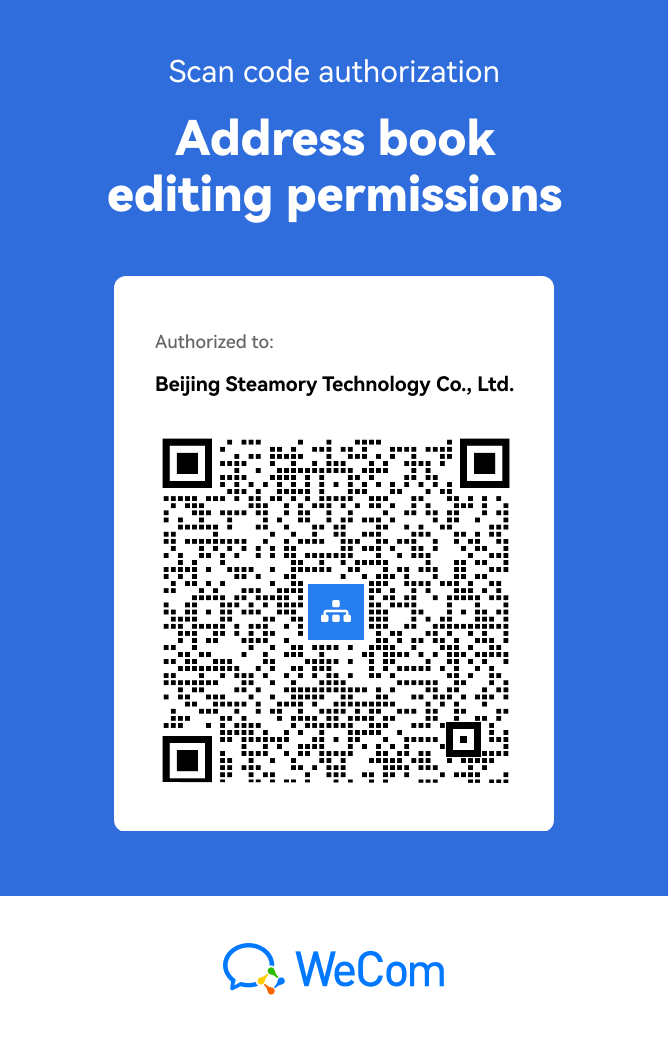 Scan code authorization
Address book
editing permissions
Authorized to:
Beijing Steamory Technology Co., Ltd.
WeCom